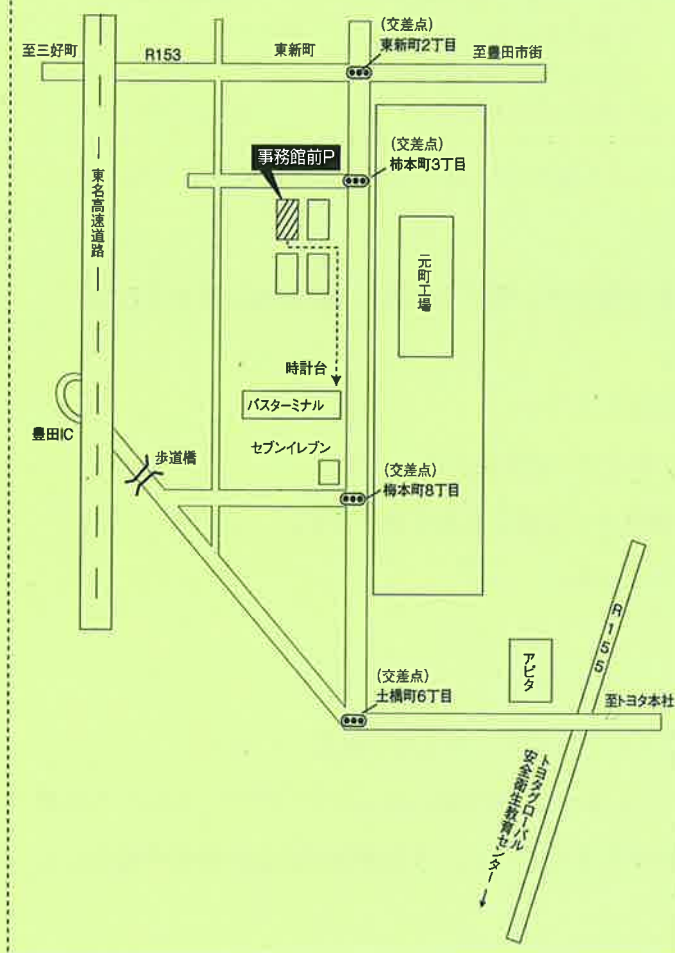 (交差点)
東新町2丁目
至三好町
R153
東新町
至豊田市街
(交差点)
柿本町3丁目
事務館前P
東名高速道路
元町工場
時計台
バスターミナル
豊田IC
歩道橋
セブンイレブン
(交差点)
梅本町8丁目
R155
アピタ
(交差点)
土橋町6丁目
至トヨタ本社
トヨタグローバル
安全衛生教育センター